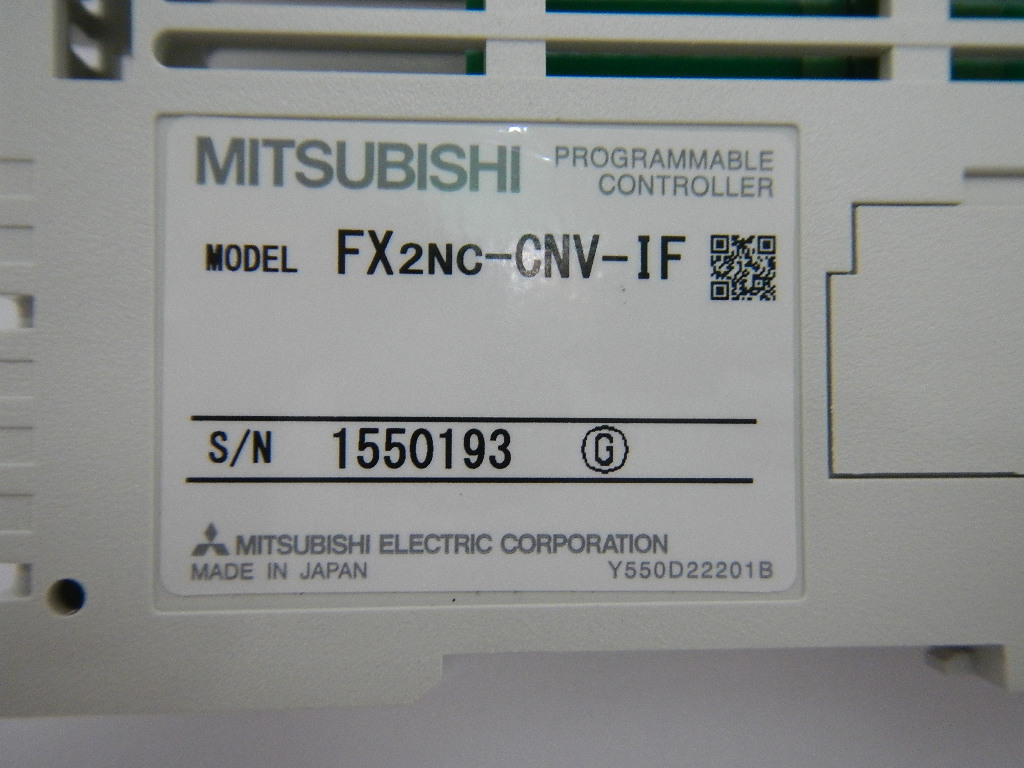 MITSUBISHI PROGRAMMABLE CONTROLLER
MODEL FX2NC-CNV-IF
S/N 1550193 G
MITSUBISHI ELECTRIC CORPORATION
MADE IN JAPAN Y550D22201B